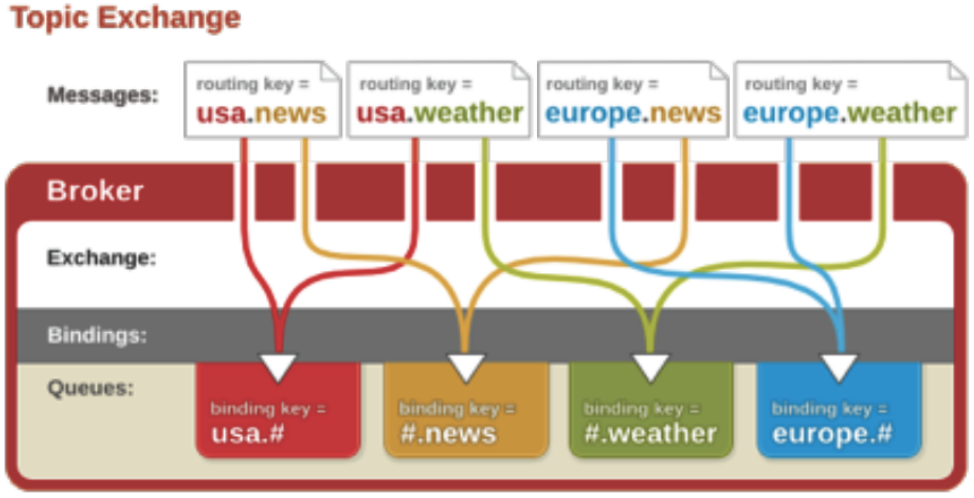 Topic Exchange
Messages:
routing key =
usa.news
routing key =
usa.weather
routing key =
europe.news
routing key =
europe.weather
Broker
Exchange:
Bindings:
Queues:
binding key =
usa.#
binding key =
#.news
binding key =
#.weather
binding key =
europe.#